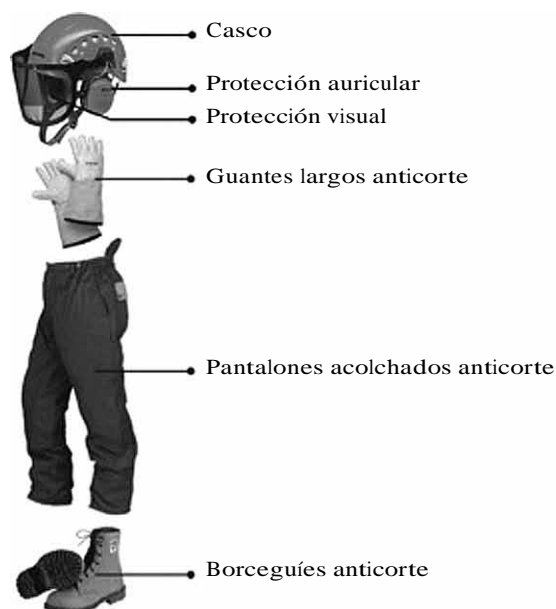 Casco
Protección auricular
Protección visual
Guantes largos anticorte
Pantalones acolchados anticorte
Borceguíes anticorte